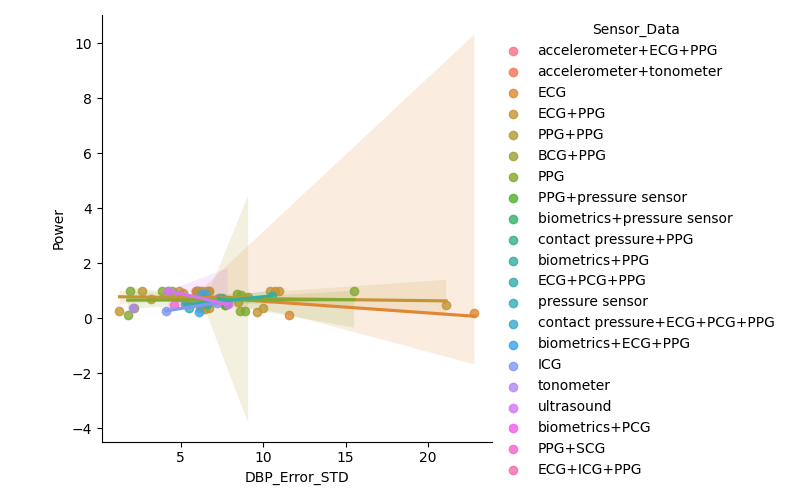 Sensor_Data
accelerometer+ECG+PPG
accelerometer+tonometer
ECG
ECG+PPG
PPG+PPG
BCG+PPG
PPG
PPG+pressure sensor
biometrics+pressure sensor
contact pressure+PPG
biometrics+PPG
ECG+PCG+PPG
pressure sensor
contact pressure+ECG+PCG+PPG
biometrics+ECG+PPG
ICG
tonometer
ultrasound
biometrics+PCG
PPG+SCG
ECG+ICG+PPG
Power
10
8
6
4
2
0
−2
−4
5
10
15
20
DBP_Error_STD